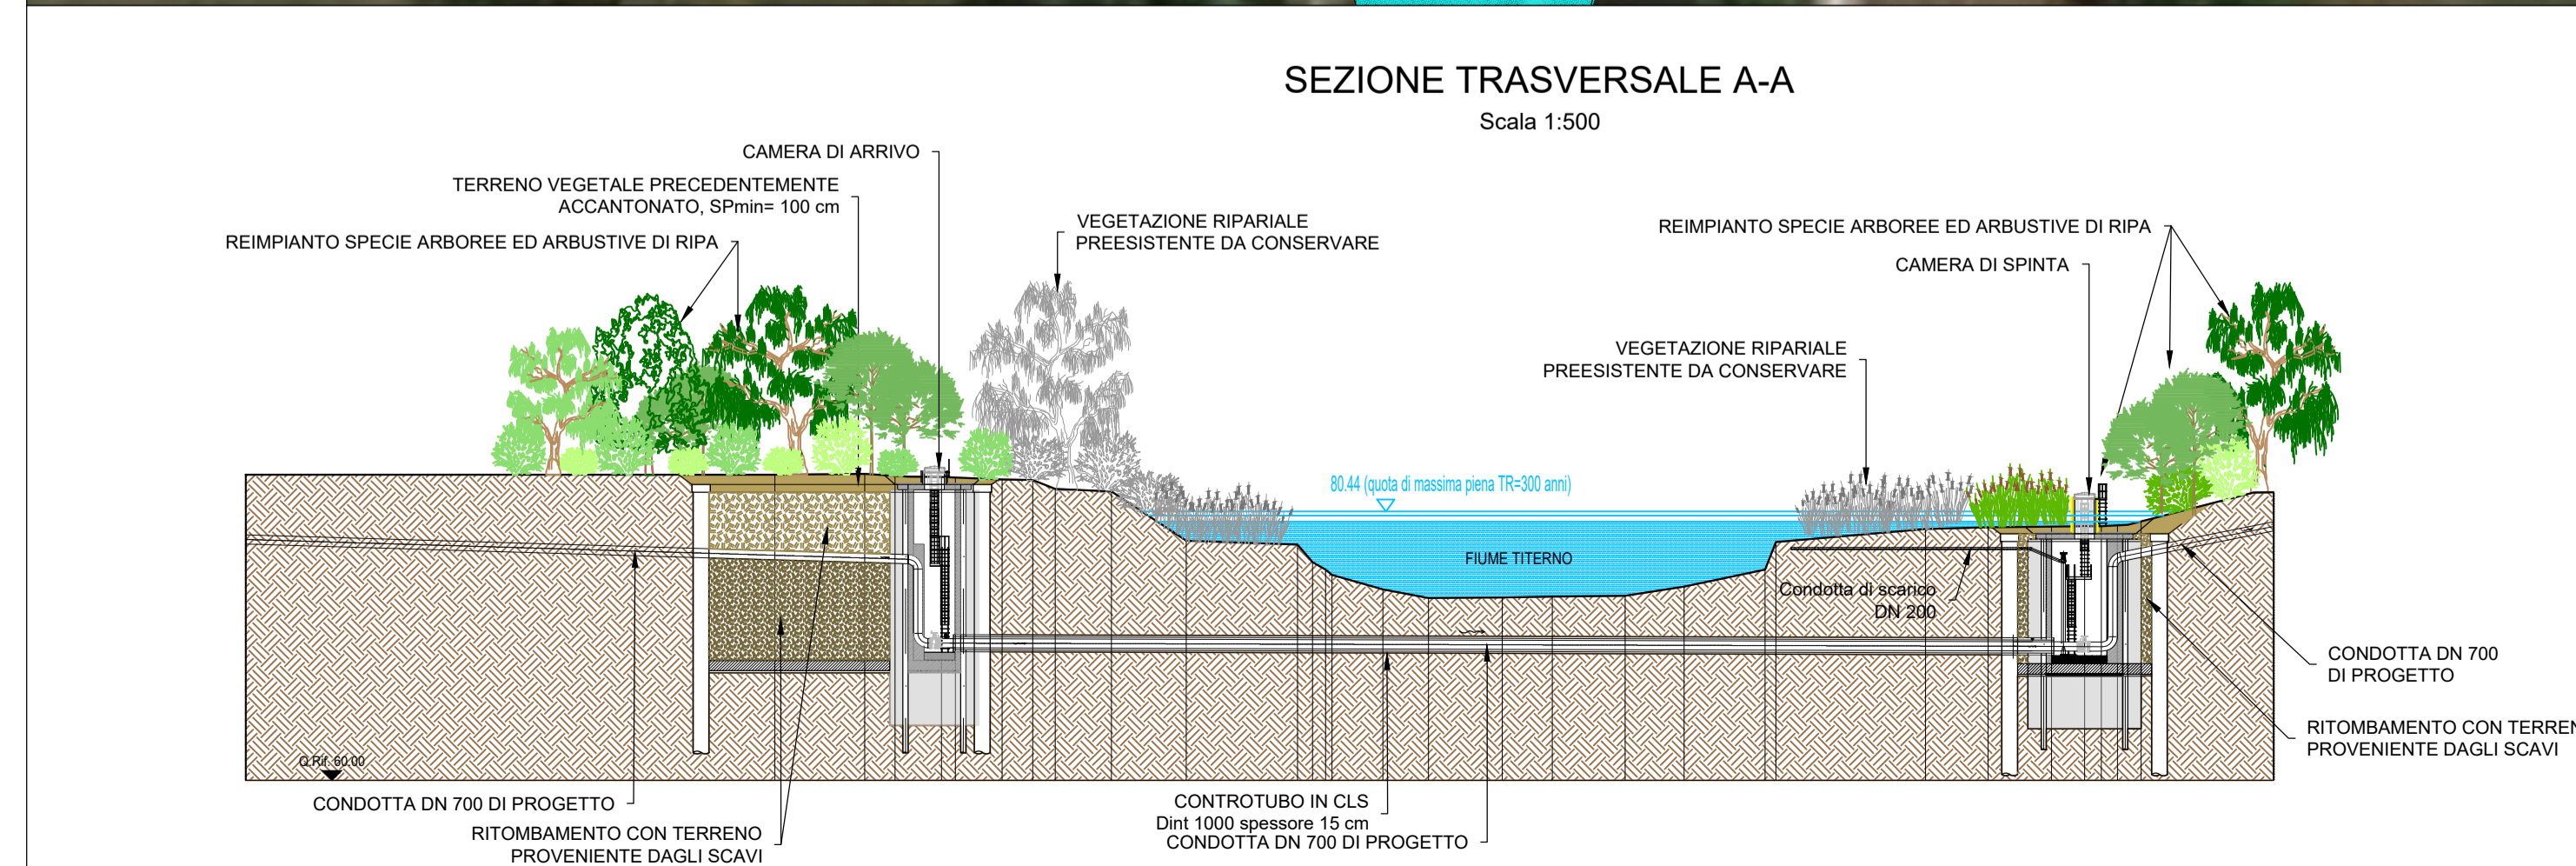 SEZIONE TRASVERSALE A-A
Scala 1:500
CAMERA DI ARRIVO
TERRENO VEGETALE PRECEDENTEMENTE
ACCANTONATO, SPmin= 100 cm
REIMPIANTO SPECIE ARBOREE ED ARBUSTIVE DI RIPA
VEGETAZIONE RIPARIALE
PREESISTENTE DA CONSERVARE
REIMPIANTO SPECIE ARBOREE ED ARBUSTIVE DI RIPA
CAMERA DI SPINTA
VEGETAZIONE RIPARIALE
PREESISTENTE DA CONSERVARE
80.44 (quota di massima piena TR=300 anni)
FIUME TITERNO
Condotta di scarico
DN 200
CONDOTTA DN 700
DI PROGETTO
RITOMBAMENTO CON TERREN
PROVENIENTE DAGLI SCAVI
Q.Rif. 60.00
CONDOTTA DN 700 DI PROGETTO
RITOMBAMENTO CON TERRENO
PROVENIENTE DAGLI SCAVI
CONTROTUBO IN CLS
Dint 1000 spessore 15 cm
CONDOTTA DN 700 DI PROGETTO